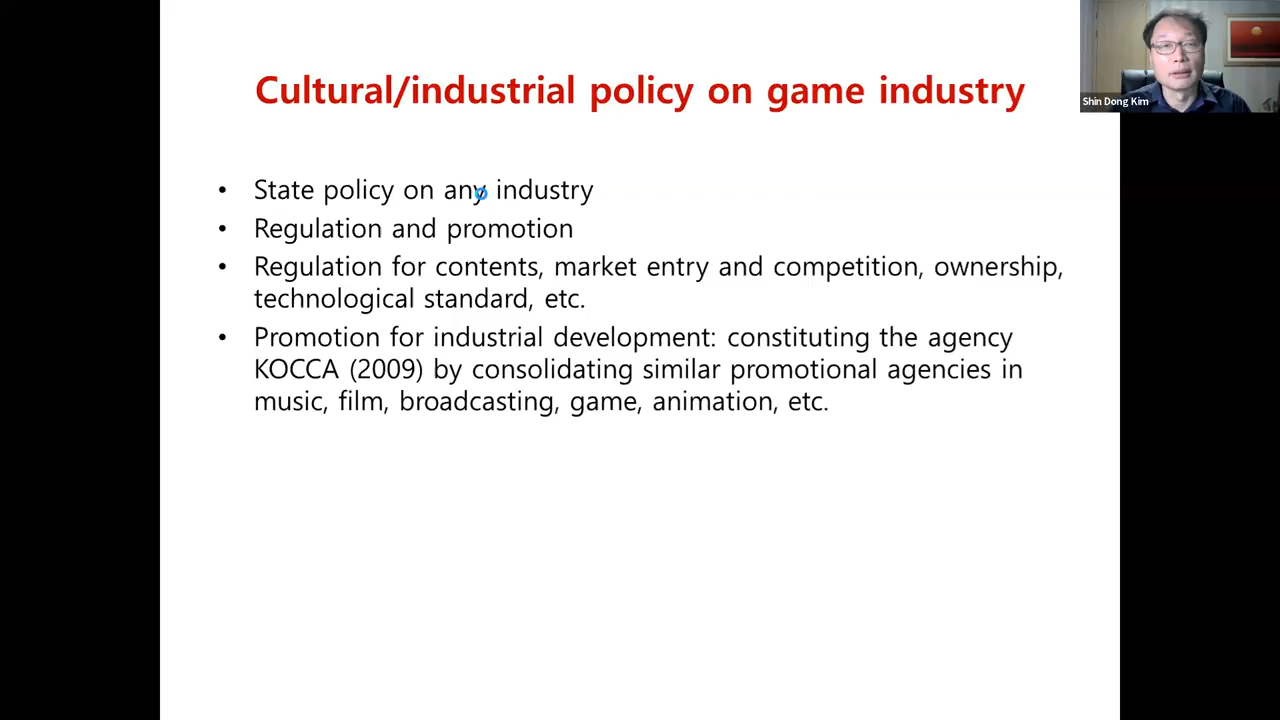 Cultural/industrial policy on game industry
Shin Dong Kim
• State policy on any industry
• Regulation and promotion
• Regulation for contents, market entry and competition, ownership,
technological standard, etc.
• Promotion for industrial development: constituting the agency
KOCCA (2009) by consolidating similar promotional agencies in
music, film, broadcasting, game, animation, etc.